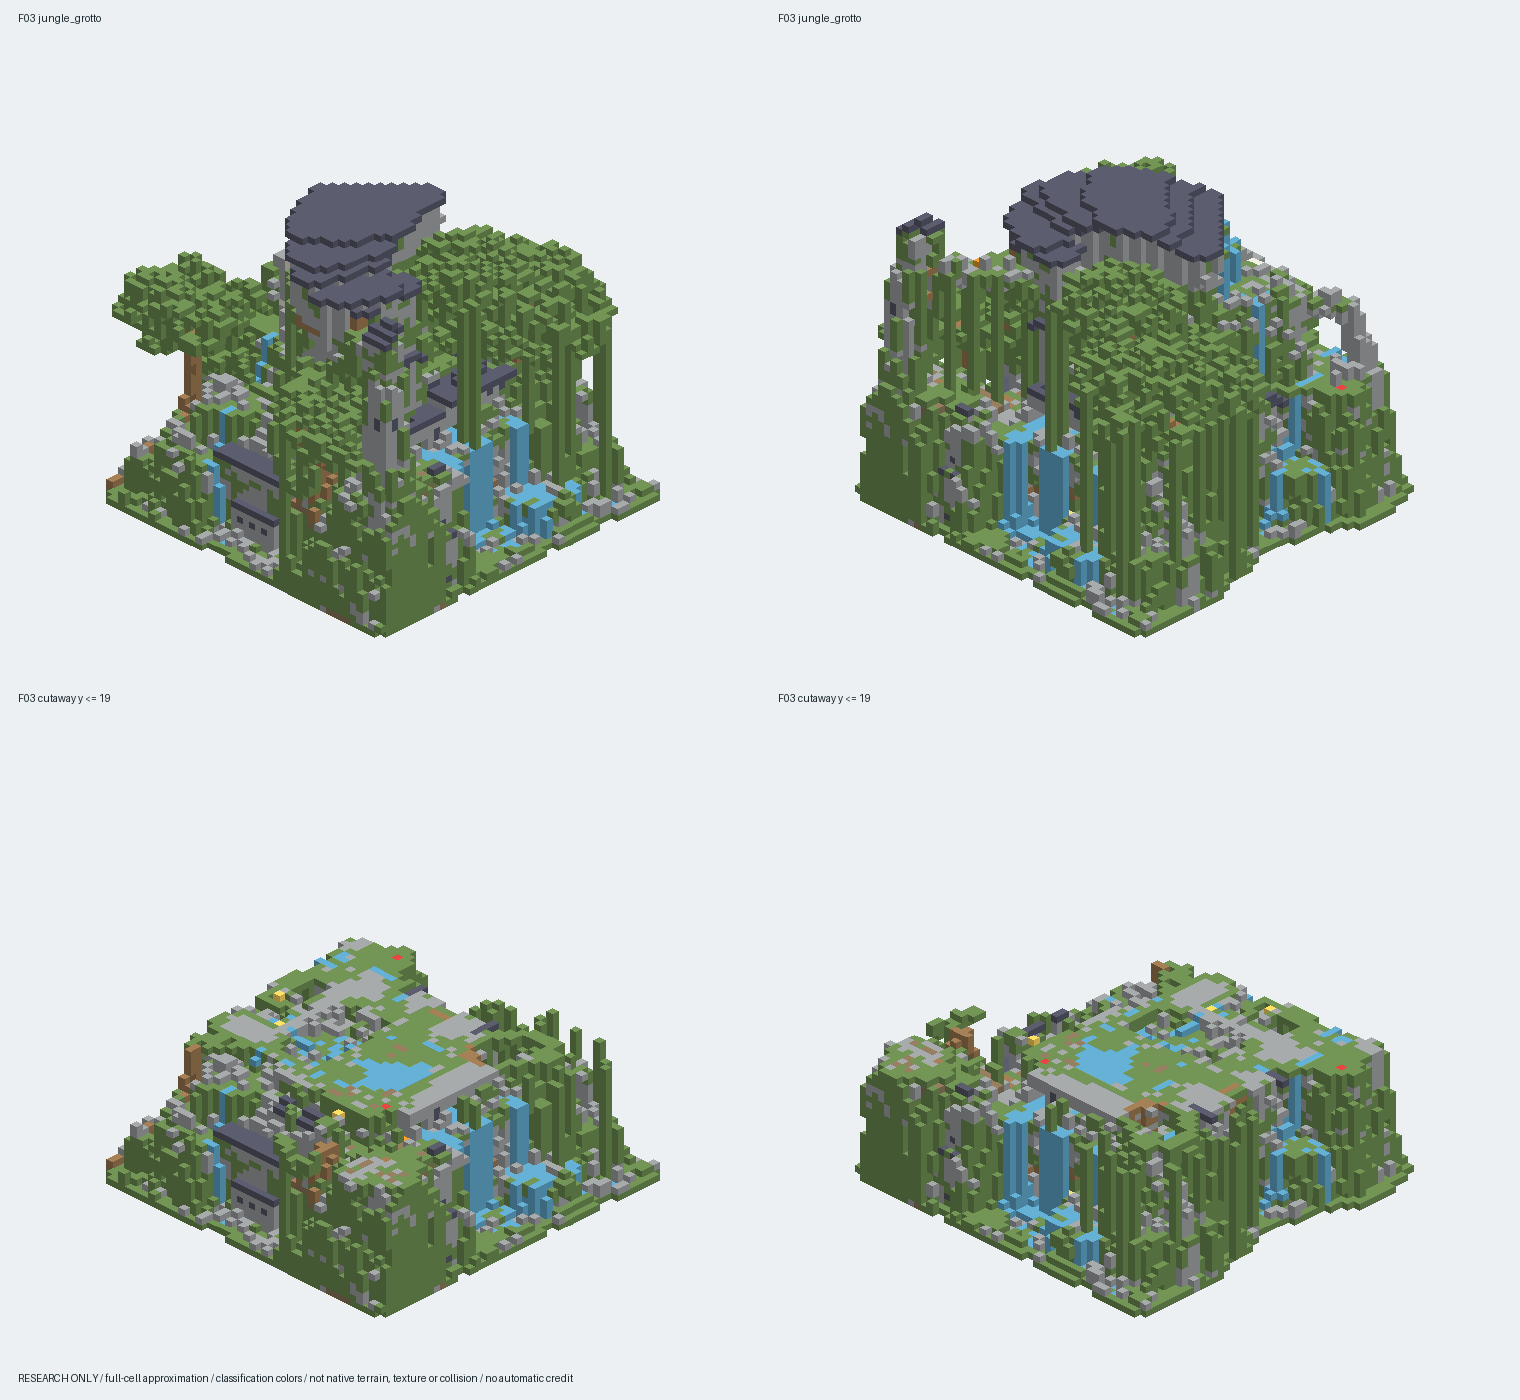 F03 jungle_grotto
F03 jungle_grotto
F03 cutaway y <= 19
F03 cutaway y <= 19
RESEARCH ONLY / full-cell approximation / classification colors / not native terrain, texture or collision / no automatic credit